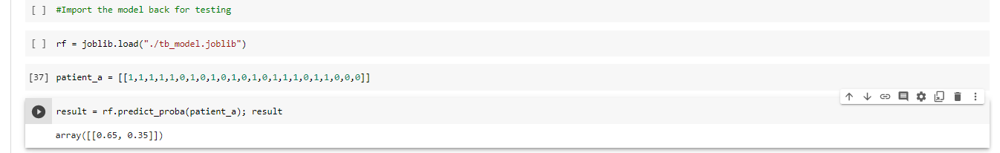 [ ] #Import the model back for testing
[ ] rf = joblib.load("./tb_model.joblib")
[37] patient_a = [[1,1,1,1,1,0,1,0,1,0,1,0,1,0,1,1,1,0,1,1,0,0,0]]
result = rf.predict_proba(patient_a); result
array([[0.65, 0.35]])